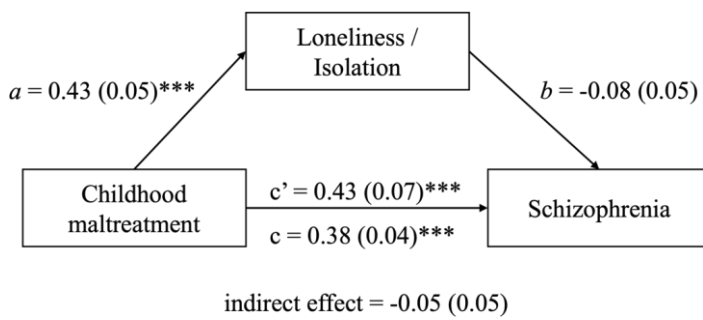 Loneliness /
Isolation
a = 0.43 (0.05)***
b = -0.08 (0.05)
Childhood
maltreatment
c’ = 0.43 (0.07)***
c = 0.38 (0.04)***
Schizophrenia
indirect effect = -0.05 (0.05)